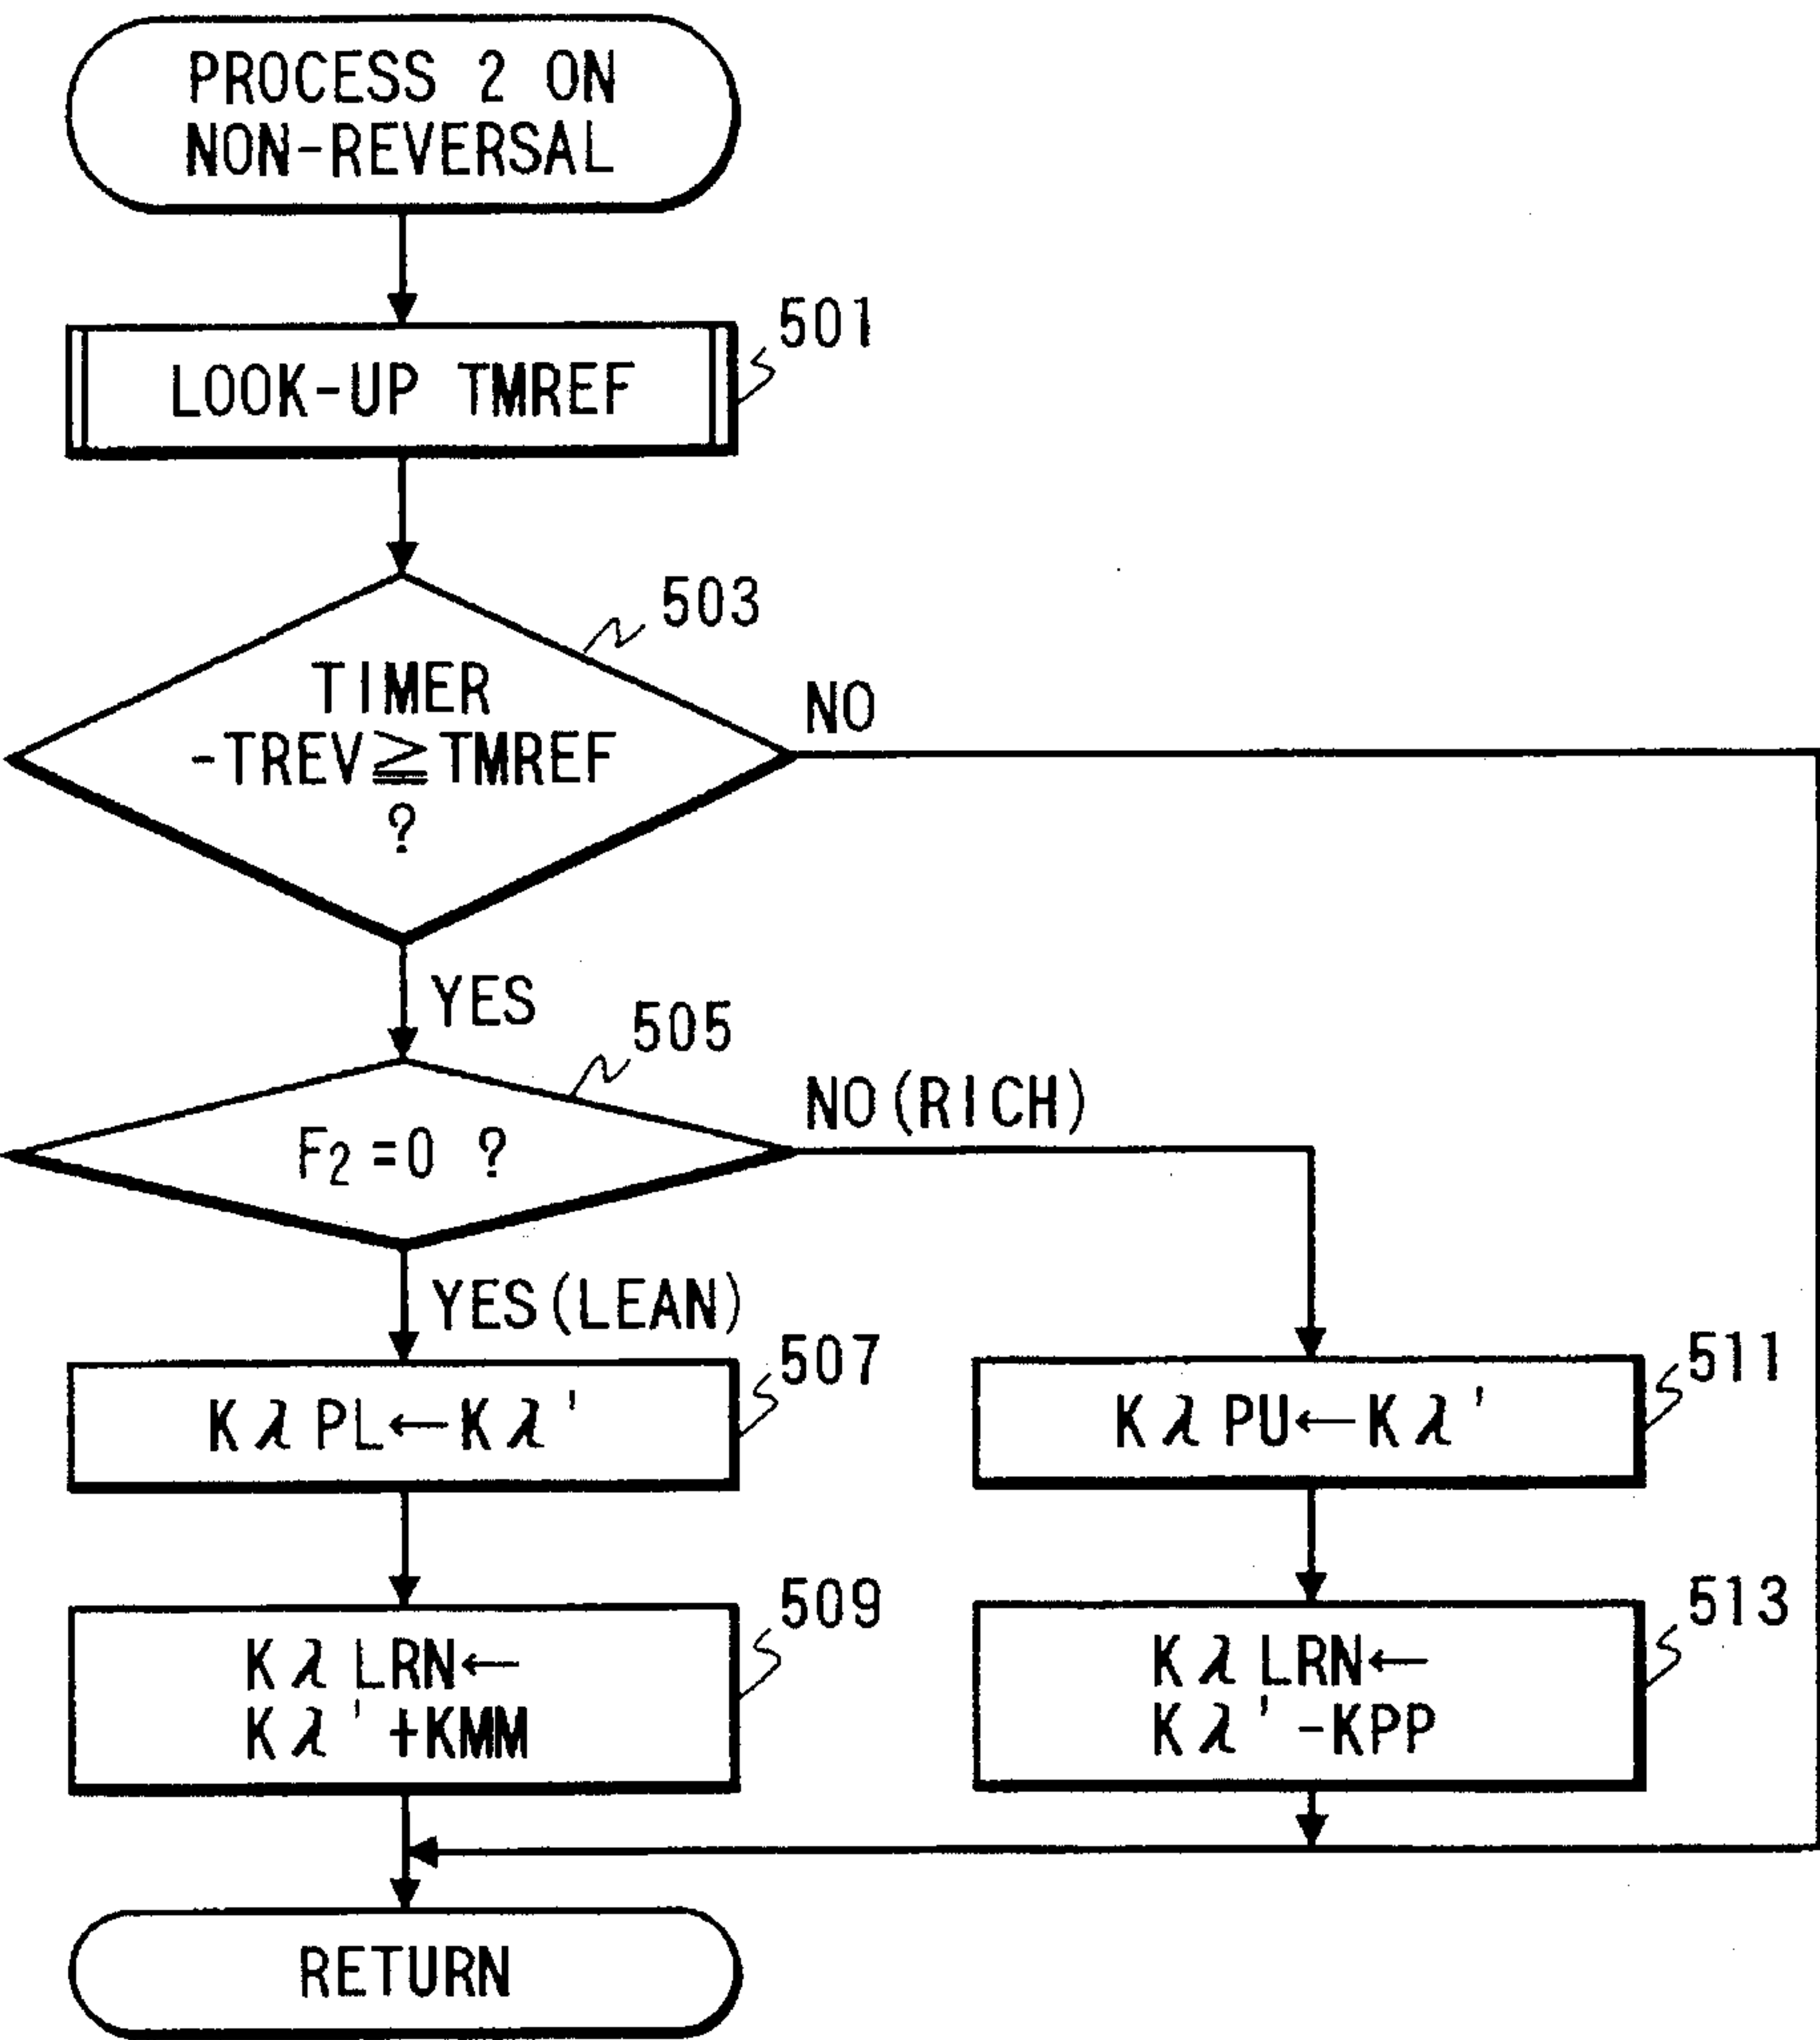 PROCESS 2 ON
NON-REVERSAL
501
LOOK-UP TMREF
503
TIMER
-TREV≧TMREF
?
NO
YES
505
F₂=0 ?
NO(RICH)
YES(LEAN)
507
KλPL←Kλ'
511
KλPU←Kλ'
509
KλLRN←
Kλ'+KMM
513
KλLRN←
Kλ'-KPP
RETURN